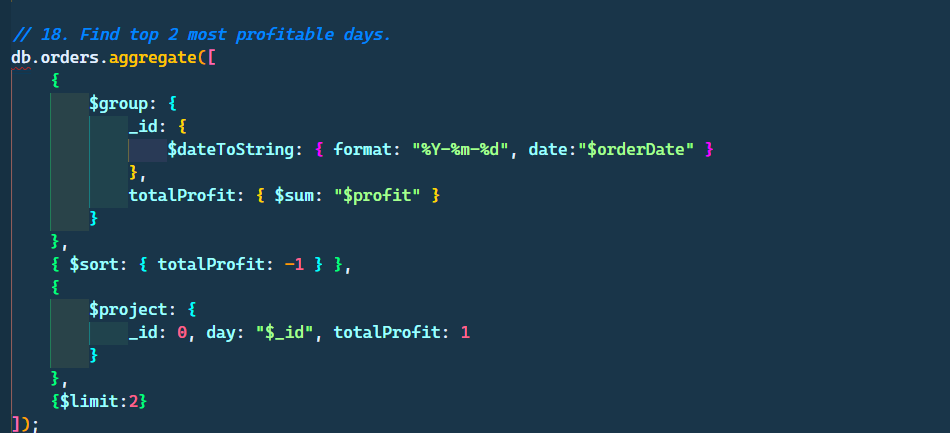 // 18. Find top 2 most profitable days.
db.orders.aggregate([
    {
        $group: {
            _id: {
                $dateToString: { format: "%Y-%m-%d", date:"$orderDate" }
            },
            totalProfit: { $sum: "$profit" }
        }
    },
    { $sort: { totalProfit: -1 } },
    {
        $project: {
            _id: 0, day: "$_id", totalProfit: 1
        }
    },
    {$limit:2}
]);